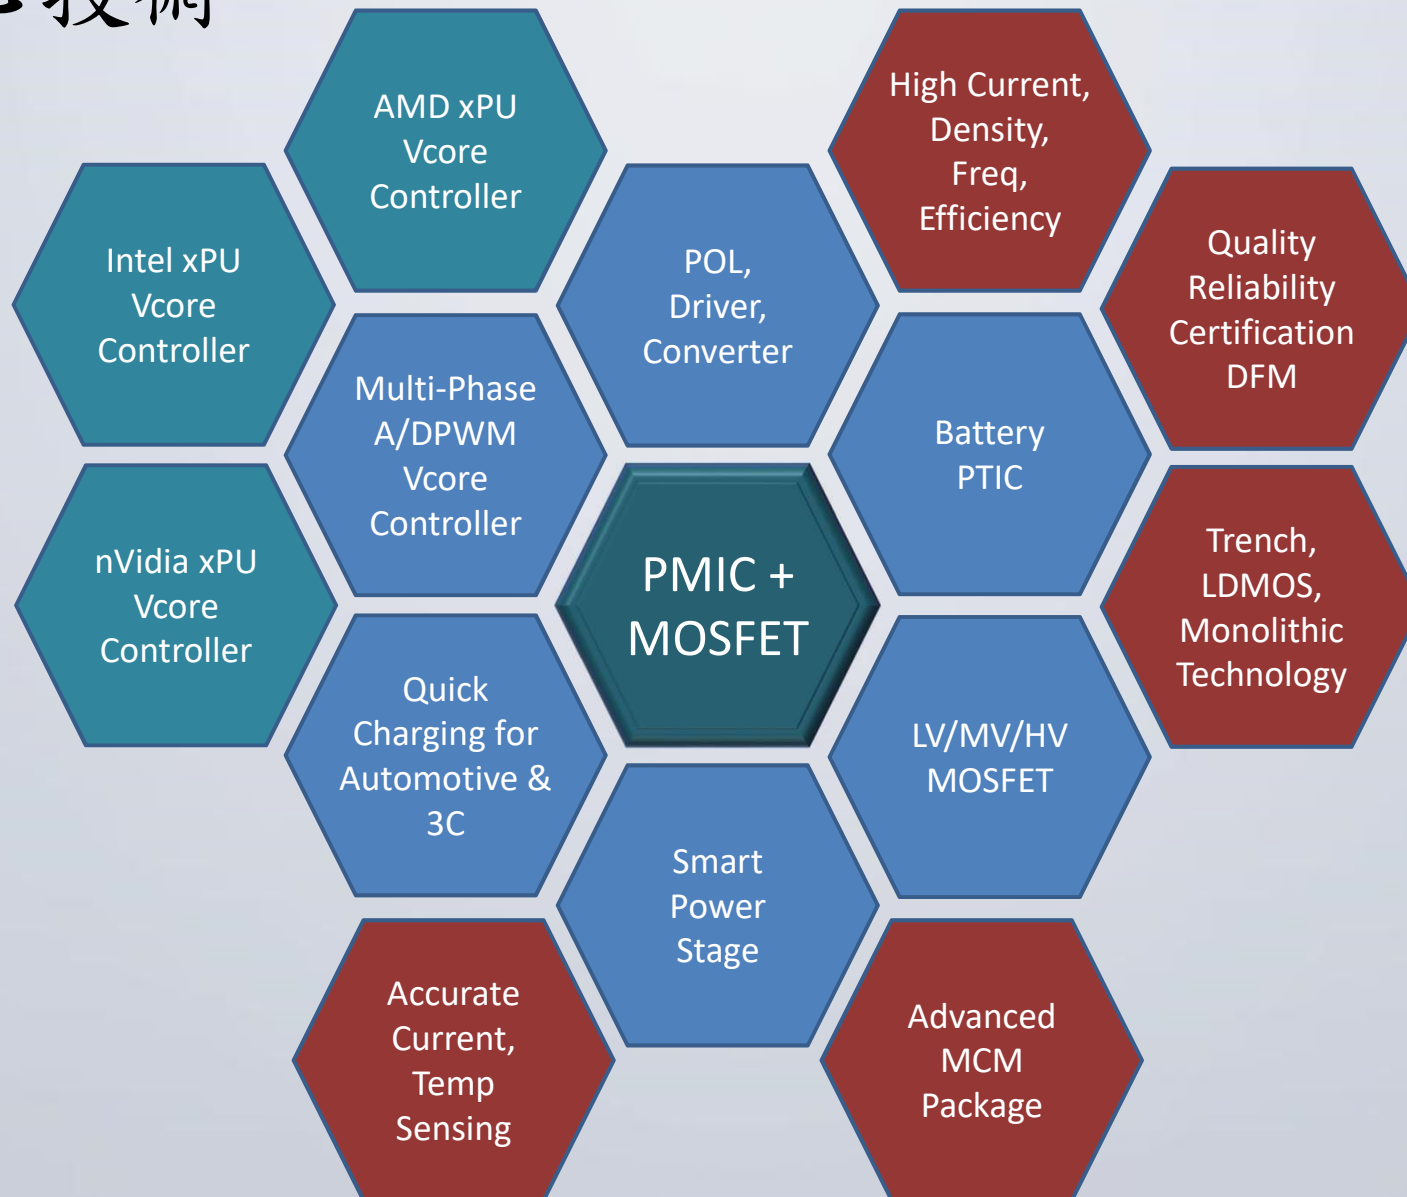 技術
AMD xPU
Vcore
Controller
High Current,
Density,
Freq,
Efficiency
Intel xPU
Vcore
Controller
POL,
Driver,
Converter
Quality
Reliability
Certification
DFM
Multi-Phase
A/DPWM
Vcore
Controller
Battery
PTIC
nVidia xPU
Vcore
Controller
PMIC +
MOSFET
Trench,
LDMOS,
Monolithic
Technology
Quick
Charging for
Automotive &
3C
LV/MV/HV
MOSFET
Smart
Power
Stage
Accurate
Current,
Temp
Sensing
Advanced
MCM
Package